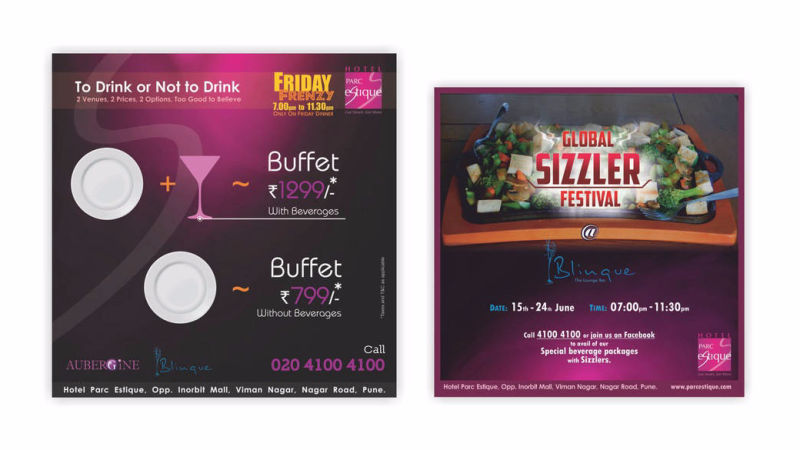 To Drink or Not to Drink
2 Venues, 2 Prices, 2 Options, Too Good to Believe
FRIDAY
FRENZY
7.00pm to 11.30pm
ONLY ON FRIDAY DINNER
HOTEL
PARC
eStique
+
~
Buffet
₹1299/-*
With Beverages
~
Buffet
₹799/-*
Without Beverages
*Taxes and T&C as applicable
AUBERGINE
Blinque
Call
020 4100 4100
Hotel Parc Estique, Opp. Inorbit Mall, Viman Nagar, Nagar Road, Pune.
GLOBAL
SIZZLER
FESTIVAL
@
Blinque
The Lounge Bar
DATE: 15th - 24th June TIME: 07:00pm - 11:30pm
Call 4100 4100 or join us on Facebook
to avail of our
Special beverage packages
with Sizzlers.
HOTEL
PARC
eStique
Hotel Parc Estique, Opp. Inorbit Mall, Viman Nagar, Nagar Road, Pune. www.parcestique.com